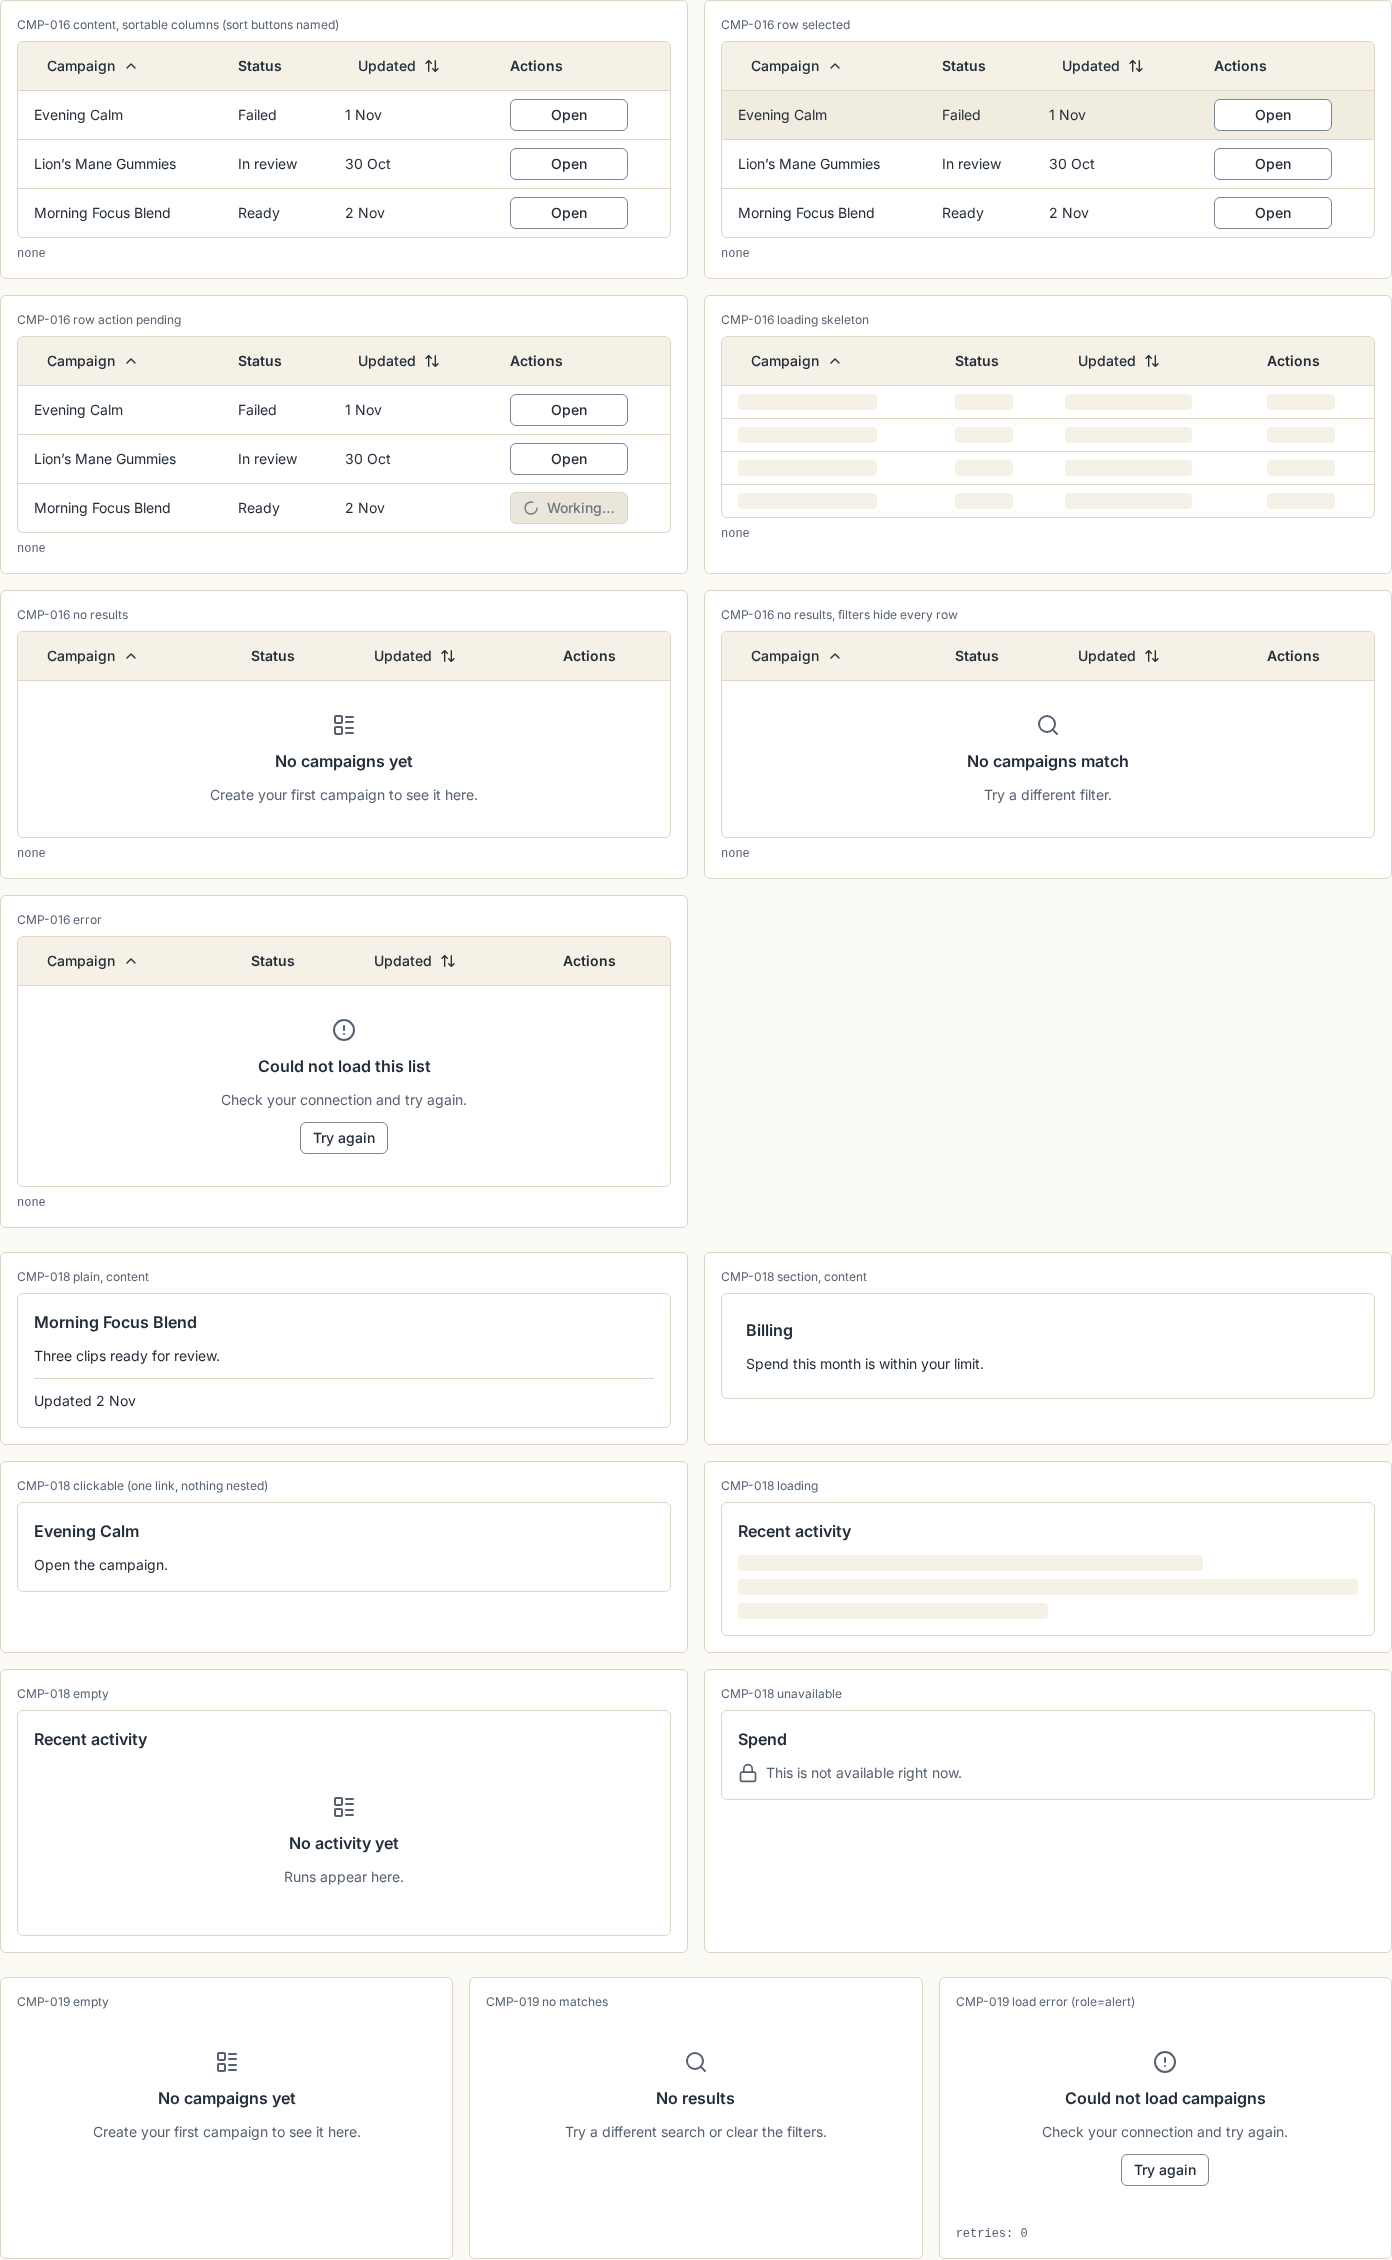 CMP-016 content, sortable columns (sort buttons named)
Campaign Status Updated Actions
Evening Calm Failed 1 Nov Open
Lion’s Mane Gummies In review 30 Oct Open
Morning Focus Blend Ready 2 Nov Open
none
CMP-016 row selected
Campaign Status Updated Actions
Evening Calm Failed 1 Nov Open
Lion’s Mane Gummies In review 30 Oct Open
Morning Focus Blend Ready 2 Nov Open
none
CMP-016 row action pending
Campaign Status Updated Actions
Evening Calm Failed 1 Nov Open
Lion’s Mane Gummies In review 30 Oct Open
Morning Focus Blend Ready 2 Nov Working...
none
CMP-016 loading skeleton
Campaign Status Updated Actions
none
CMP-016 no results
Campaign Status Updated Actions
No campaigns yet
Create your first campaign to see it here.
none
CMP-016 no results, filters hide every row
Campaign Status Updated Actions
No campaigns match
Try a different filter.
none
CMP-016 error
Campaign Status Updated Actions
Could not load this list
Check your connection and try again.
Try again
none
CMP-018 plain, content
Morning Focus Blend
Three clips ready for review.
Updated 2 Nov
CMP-018 section, content
Billing
Spend this month is within your limit.
CMP-018 clickable (one link, nothing nested)
Evening Calm
Open the campaign.
CMP-018 loading
Recent activity
CMP-018 empty
Recent activity
No activity yet
Runs appear here.
CMP-018 unavailable
Spend
This is not available right now.
CMP-019 empty
No campaigns yet
Create your first campaign to see it here.
CMP-019 no matches
No results
Try a different search or clear the filters.
CMP-019 load error (role=alert)
Could not load campaigns
Check your connection and try again.
Try again
retries: 0